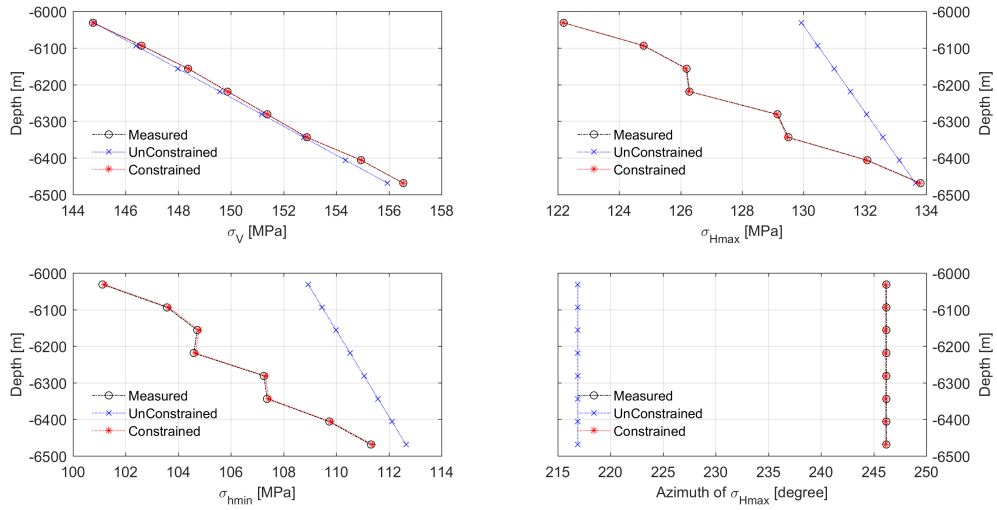 -6000
-6100
-6200
-6300
-6400
-6500
Depth [m]
Measured
UnConstrained
Constrained
144 146 148 150 152 154 156 158
σV [MPa]
-6000
-6100
-6200
-6300
-6400
-6500
Depth [m]
Measured
UnConstrained
Constrained
122 124 126 128 130 132 134
σHmax [MPa]
-6000
-6100
-6200
-6300
-6400
-6500
Depth [m]
Measured
UnConstrained
Constrained
100 102 104 106 108 110 112 114
σhmin [MPa]
-6000
-6100
-6200
-6300
-6400
-6500
Depth [m]
Measured
UnConstrained
Constrained
215 220 225 230 235 240 245 250
Azimuth of σHmax [degree]